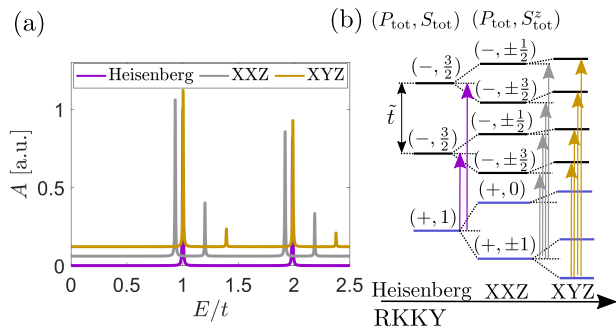 (a)
Heisenberg XXZ XYZ
A [a.u.]
1
0.5
0
0 0.5 1 1.5 2 2.5
E/t
(b) (P_tot, S_tot) (P_tot, S^z_tot)
(−, ±1/2)
(−, 3/2)
(−, ±3/2)
t̃
(−, ±1/2)
(−, 3/2)
(−, ±3/2)
(+, 0)
(+, 1)
(+, ±1)
Heisenberg XXZ XYZ
RKKY